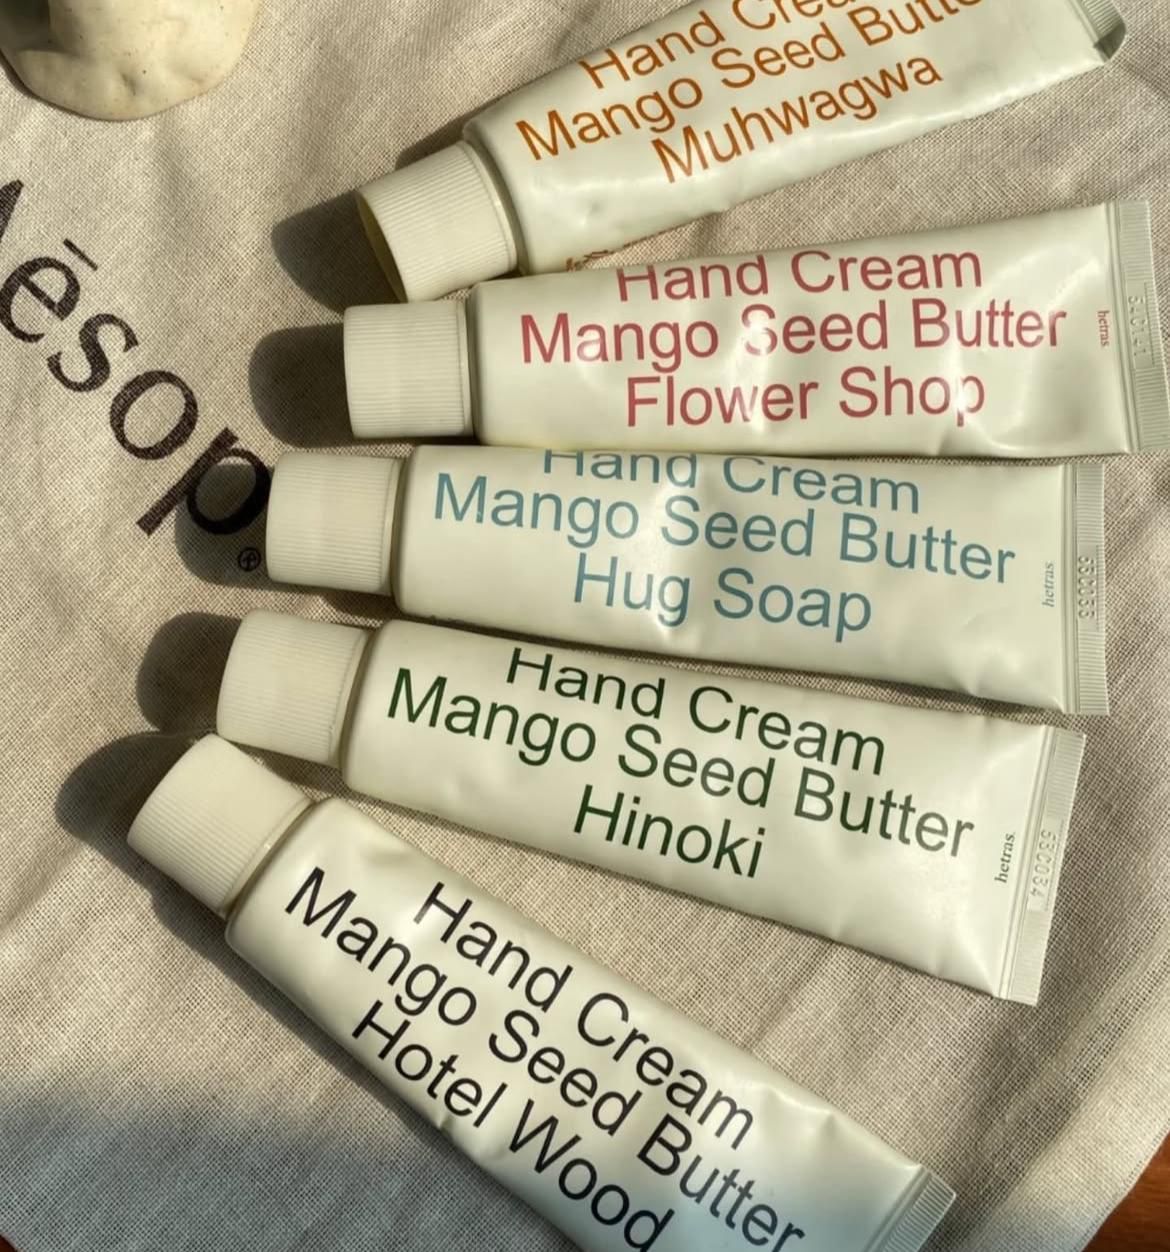 Hand Cream
Mango Seed Butter
Muhwagwa
Hand Cream
Mango Seed Butter
Flower Shop
hetras.
Hand Cream
Mango Seed Butter
Hug Soap
hetras.
Hand Cream
Mango Seed Butter
Hinoki
hetras.
53C034
Hand Cream
Mango Seed Butter
Hotel Wood
Aēsop®